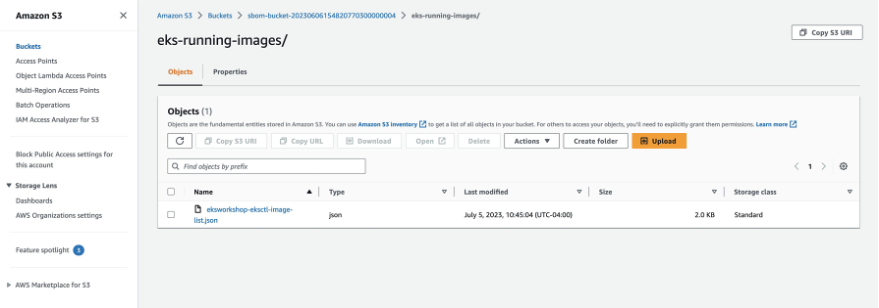 Amazon S3
Buckets
Access Points
Object Lambda Access Points
Multi-Region Access Points
Batch Operations
IAM Access Analyzer for S3
Block Public Access settings for
this account
Storage Lens
Dashboards
AWS Organizations settings
Feature spotlight 3
AWS Marketplace for S3
Amazon S3 > Buckets > sbom-bucket-20230606154820770300000004 > eks-running-images/
eks-running-images/
Copy S3 URI
Objects Properties
Objects (1)
Objects are the fundamental entities stored in Amazon S3. You can use Amazon S3 inventory to get a list of all objects in your bucket. For others to access your objects, you'll need to explicitly grant them permissions. Learn more
Copy S3 URI Copy URL Download Open Delete Actions Create folder Upload
Find objects by prefix
1
Name Type Last modified Size Storage class
eksworkshop-eksctl-image-
list.json
json July 5, 2023, 10:45:04 (UTC-04:00) 2.0 KB Standard